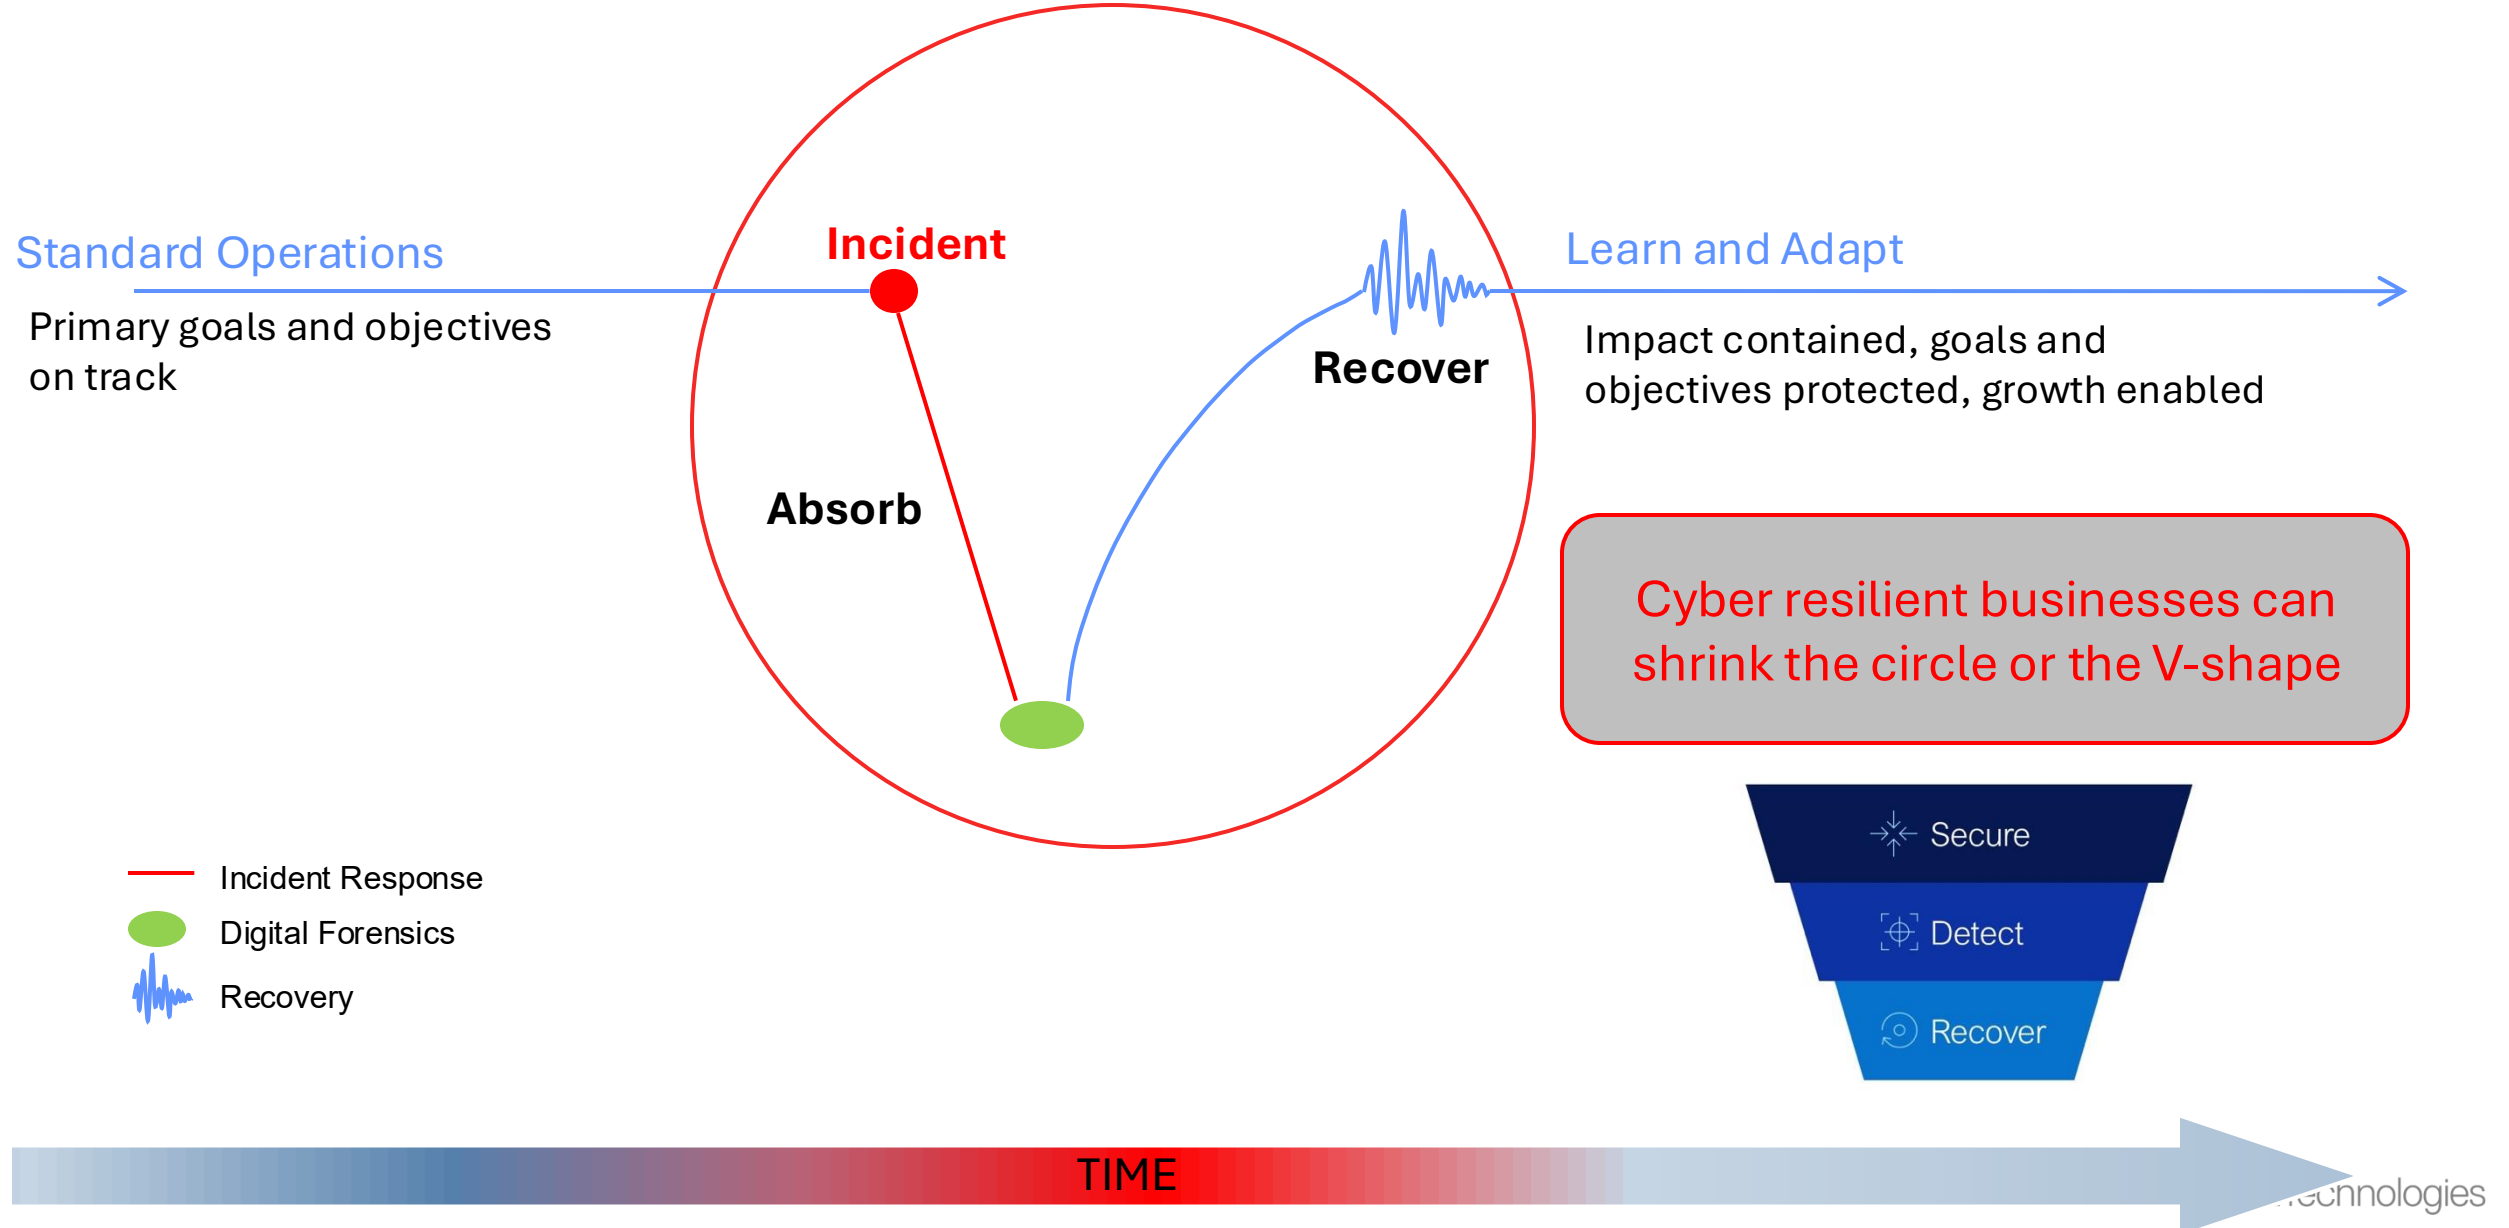 Standard Operations
Primary goals and objectives
on track
Incident
Absorb
Recover
Learn and Adapt
Impact contained, goals and
objectives protected, growth enabled
Cyber resilient businesses can
shrink the circle or the V-shape
Secure
Detect
Recover
Incident Response
Digital Forensics
Recovery
TIME